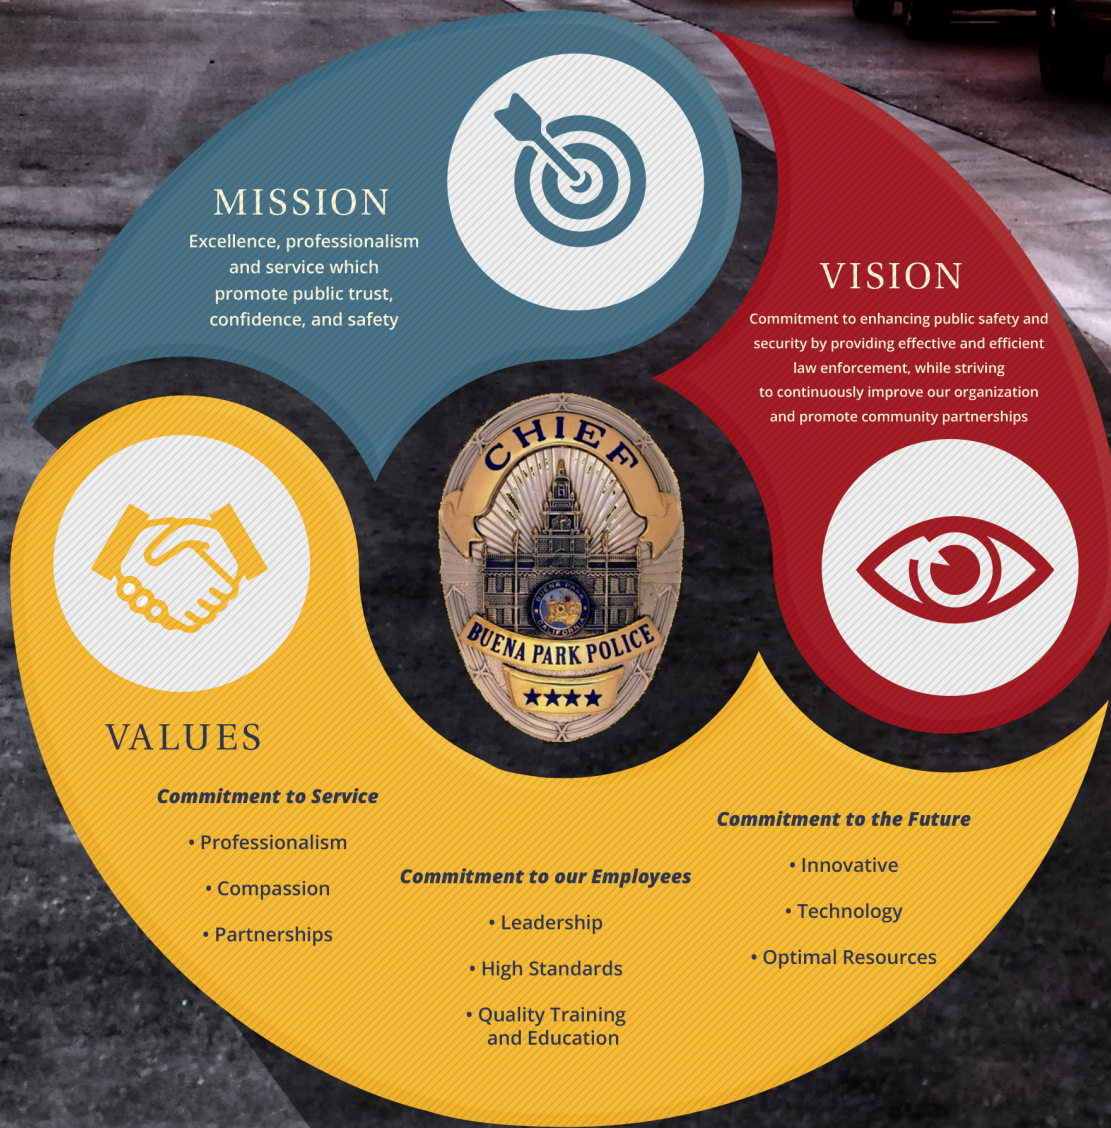 MISSION
Excellence, professionalism
and service which
promote public trust,
confidence, and safety
VISION
Commitment to enhancing public safety and
security by providing effective and efficient
law enforcement, while striving
to continuously improve our organization
and promote community partnerships
CHIEF
BUENA PARK
CALIFORNIA
BUENA PARK POLICE
VALUES
Commitment to Service
• Professionalism
• Compassion
• Partnerships
Commitment to our Employees
• Leadership
• High Standards
• Quality Training
and Education
Commitment to the Future
• Innovative
• Technology
• Optimal Resources